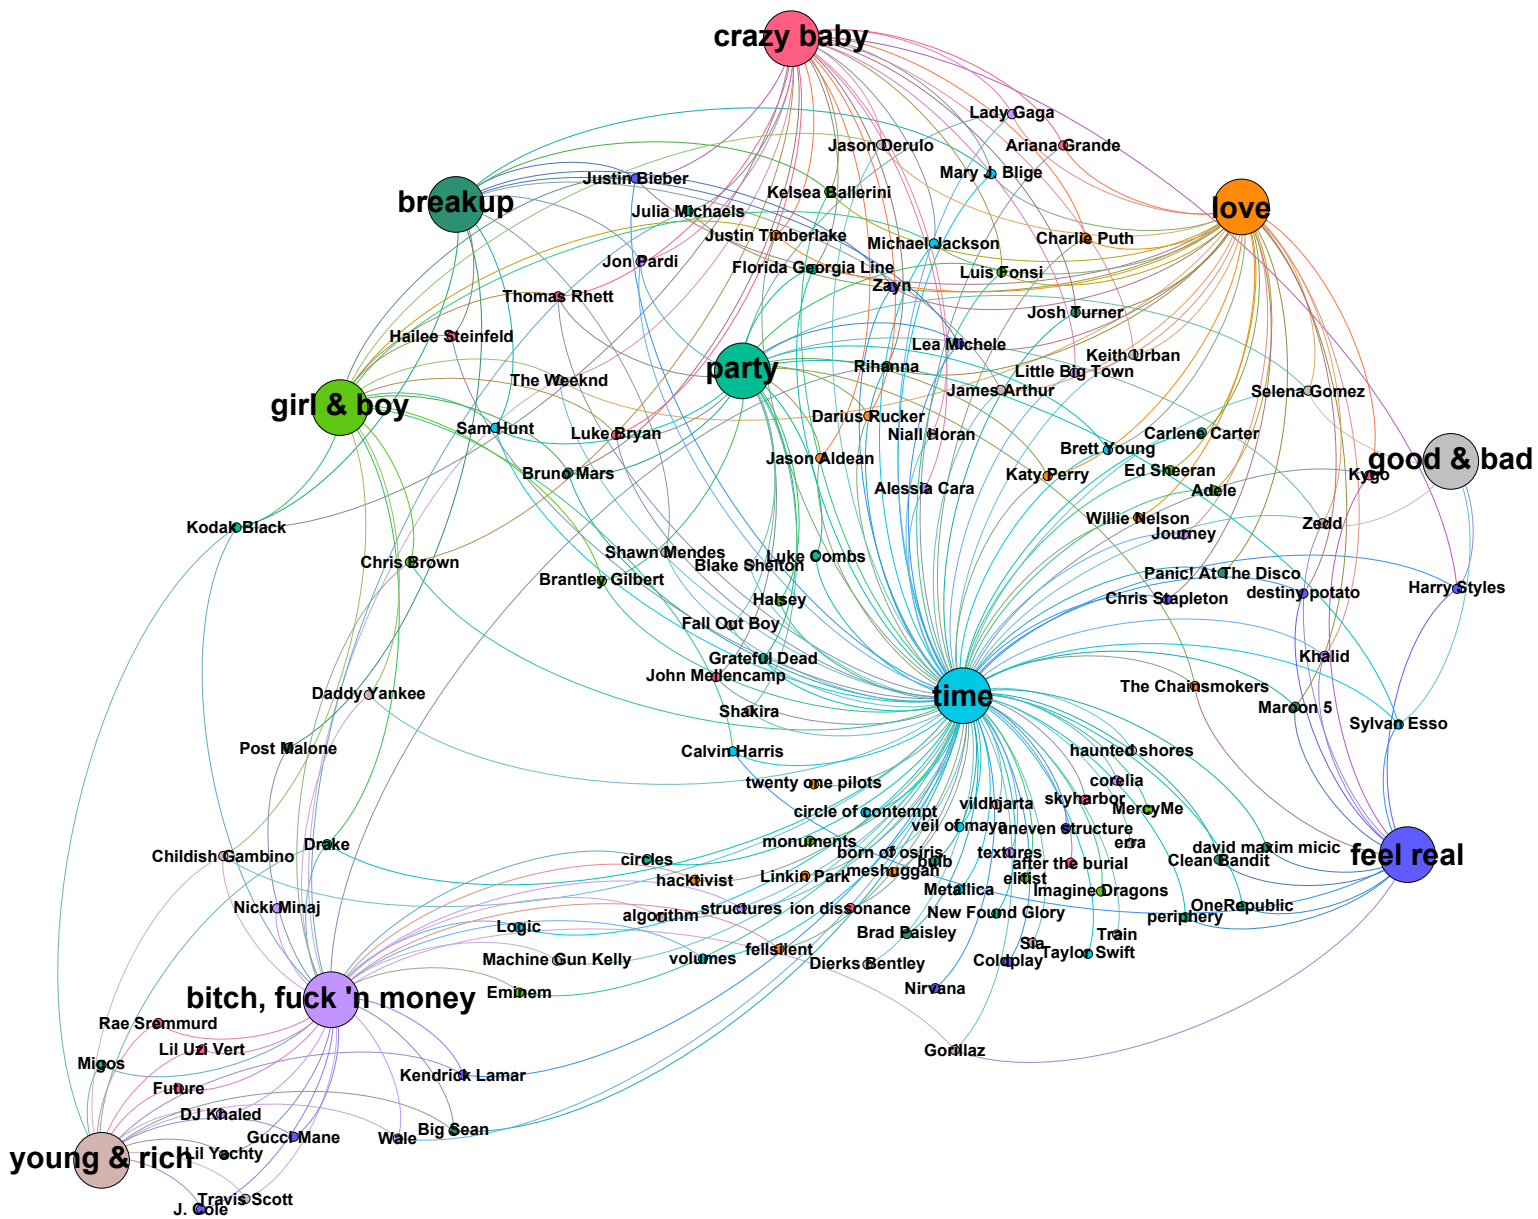 crazy baby
Lady Gaga
Jason Derulo
Ariana Grande
Mary J. Blige
Justin Bieber
Kelsea Ballerini
breakup
love
Julia Michaels
Justin Timberlake
Michael Jackson
Charlie Puth
Jon Pardi
Florida Georgia Line
Luis Fonsi
Zayn
Thomas Rhett
Josh Turner
Hailee Steinfeld
Lea Michele
Keith Urban
party
Rihanna
Little Big Town
The Weeknd
James Arthur
Selena Gomez
girl & boy
Darius Rucker
Sam Hunt
Luke Bryan
Niall Horan
Carlene Carter
Brett Young
Jason Aldean
good & bad
Bruno Mars
Katy Perry
Ed Sheeran
Kygo
Alessia Cara
Adele
Willie Nelson
Kodak Black
Journey
Zedd
Shawn Mendes
Luke Combs
Chris Brown
Blake Shelton
Brantley Gilbert
Panic! At The Disco
Harry Styles
Halsey
Chris Stapleton
destiny potato
Fall Out Boy
Grateful Dead
Khalid
John Mellencamp
Daddy Yankee
time
The Chainsmokers
Shakira
Maroon 5
Sylvan Esso
Post Malone
Calvin Harris
haunted shores
twenty one pilots
corelia
circle of contempt
vildhjarta
skyharbor
MercyMe
veil of maya
uneven structure
monuments
erra
Drake
born of osiris
textures
david maxim micic
Childish Gambino
circles
bulb
after the burial
Clean Bandit
feel real
hacktivist
Linkin Park
meshuggah
elitist
Metallica
Imagine Dragons
Nicki Minaj
algorithm
structures
ion dissonance
New Found Glory
periphery
OneRepublic
Logic
Brad Paisley
Train
Machine Gun Kelly
volumes
fellsilent
Dierks Bentley
Sia
Coldplay
Taylor Swift
bitch, fuck 'n money
Eminem
Nirvana
Rae Sremmurd
Lil Uzi Vert
Gorillaz
Migos
Kendrick Lamar
Future
DJ Khaled
Gucci Mane
Wale
Big Sean
young & rich
Lil Yachty
Travis Scott
J. Cole